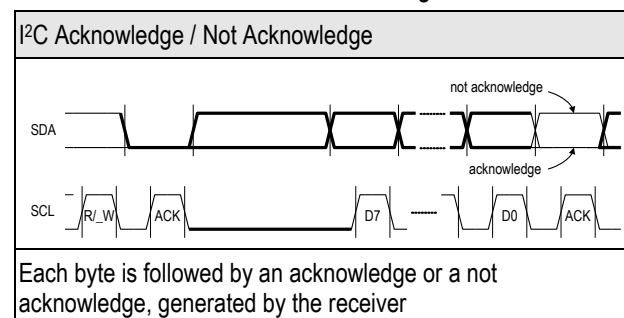 I²C Acknowledge / Not Acknowledge
not acknowledge
SDA
acknowledge
SCL R/_W ACK D7 D0 ACK
Each byte is followed by an acknowledge or a not
acknowledge, generated by the receiver